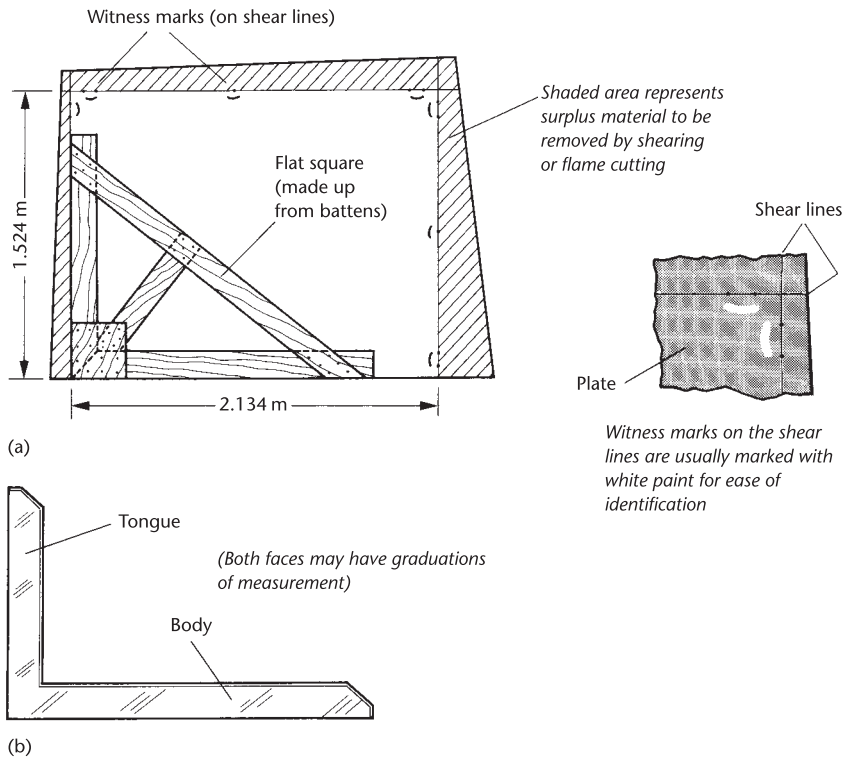 Witness marks (on shear lines)
Shaded area represents
surplus material to be
removed by shearing
or flame cutting
Flat square
(made up
from battens)
1.524 m
2.134 m
Shear lines
Plate
Witness marks on the shear
lines are usually marked with
white paint for ease of
identification
(a)
Tongue
(Both faces may have graduations
of measurement)
Body
(b)